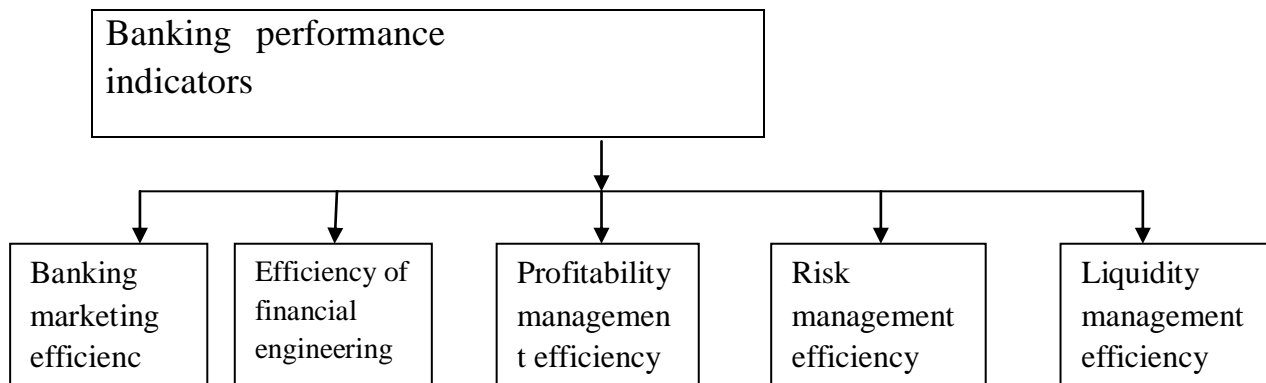 Banking performance
indicators
Banking
marketing
efficienc
Efficiency of
financial
engineering
Profitability
managemen
t efficiency
Risk
management
efficiency
Liquidity
management
efficiency